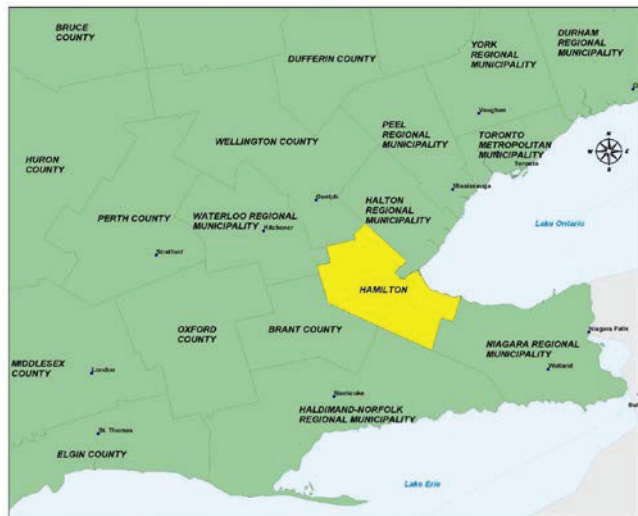 BRUCE
COUNTY
DUFFERIN COUNTY
YORK
REGIONAL
MUNICIPALITY
DURHAM
REGIONAL
MUNICIPALITY
Vaughan
WELLINGTON COUNTY
PEEL
REGIONAL
MUNICIPALITY
TORONTO
METROPOLITAN
MUNICIPALITY
Toronto
N
W
E
S
HURON
COUNTY
Mississauga
Guelph
HALTON
REGIONAL
MUNICIPALITY
PERTH COUNTY
WATERLOO REGIONAL
MUNICIPALITY
Kitchener
Lake Ontario
Stratford
HAMILTON
OXFORD
COUNTY
BRANT COUNTY
Niagara Falls
NIAGARA REGIONAL
MUNICIPALITY
Welland
MIDDLESEX
COUNTY
London
Nanticoke
HALDIMAND-NORFOLK
REGIONAL MUNICIPALITY
St. Thomas
ELGIN COUNTY
Lake Erie